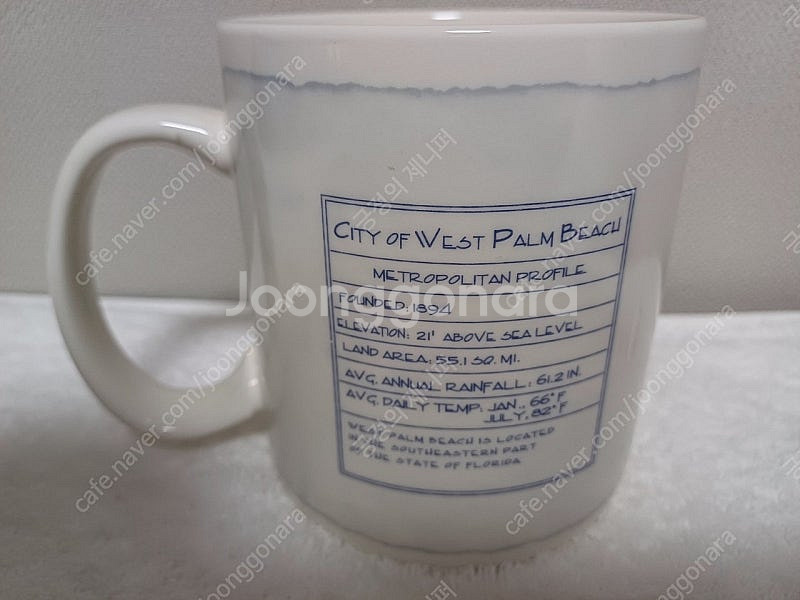 CITY OF WEST PALM BEACH
METROPOLITAN PROFILE
FOUNDED: 1894
ELEVATION: 21' ABOVE SEA LEVEL
LAND AREA: 55.1 SQ. MI.
AVG. ANNUAL RAINFALL: 61.2 IN.
AVG. DAILY TEMP: JAN., 66° F
JULY, 82° F
WEST PALM BEACH IS LOCATED
IN THE SOUTHEASTERN PART
OF THE STATE OF FLORIDA
Joonggonara
cafe.naver.com/joonggonara